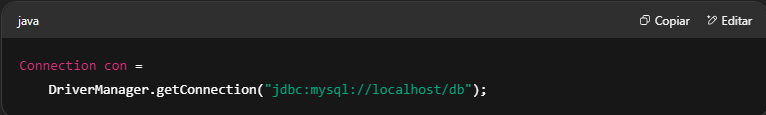 java Copiar Editar
Connection con =
DriverManager.getConnection("jdbc:mysql://localhost/db");